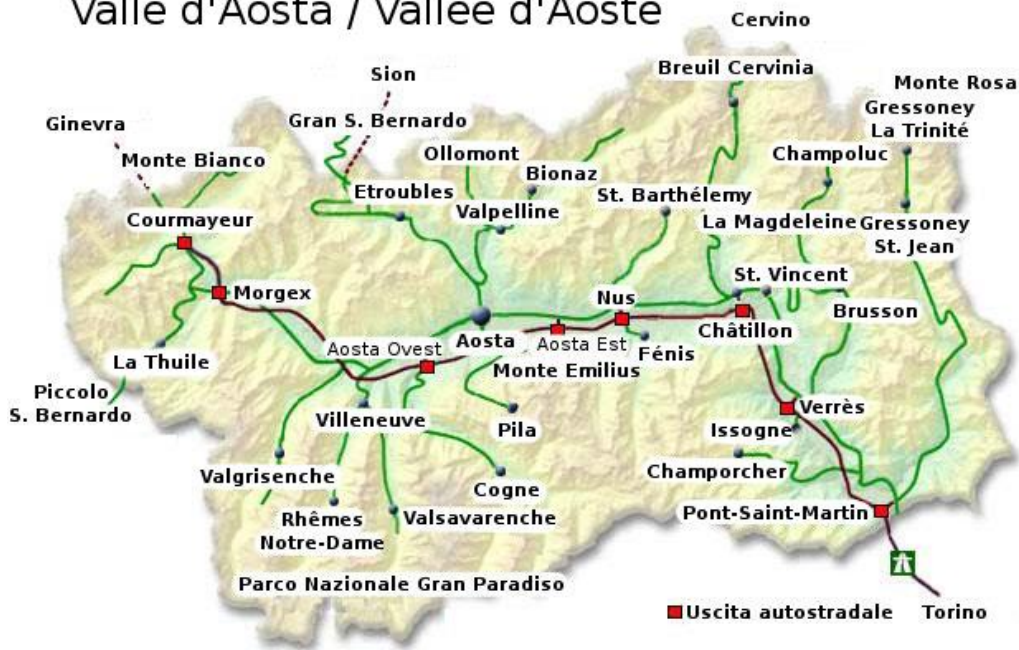 Valle d'Aosta / Vallée d'Aoste
Cervino
Breuil Cervinia
Sion
Monte Rosa
Gressoney
La Trinité
Ginevra
Gran S. Bernardo
Monte Bianco
Ollomont
Bionaz
Champoluc
Etroubles
St. Barthélemy
Valpelline
Courmayeur
La Magdeleine
Gressoney
St. Jean
St. Vincent
Morgex
Nus
Brusson
Châtillon
Aosta
Aosta Ovest
Aosta Est
Fénis
La Thuile
Monte Emilius
Piccolo
S. Bernardo
Villeneuve
Pila
Verrès
Issogne
Valgrisenche
Champorcher
Cogne
Pont-Saint-Martin
Rhêmes
Notre-Dame
Valsavarenche
Parco Nazionale Gran Paradiso
Uscita autostradale
Torino